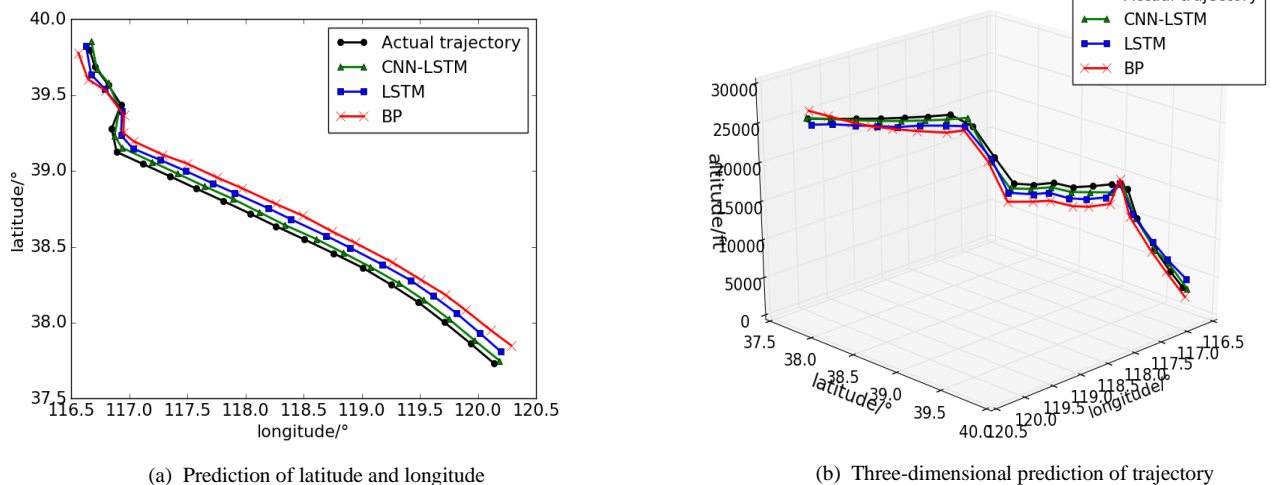 40.0
39.5
39.0
38.5
38.0
37.5
latitude/°
116.5 117.0 117.5 118.0 118.5 119.0 119.5 120.0 120.5
longitude/°
Actual trajectory
CNN-LSTM
LSTM
BP
(a) Prediction of latitude and longitude
Actual trajectory
CNN-LSTM
LSTM
BP
30000
25000
20000
15000
10000
5000
0
altitude/ft
37.5
38.0
38.5
39.0
39.5
40.0
latitude/°
120.5
120.0
119.5
119.0
118.5
118.0
117.5
117.0
116.5
longitude/°
(b) Three-dimensional prediction of trajectory